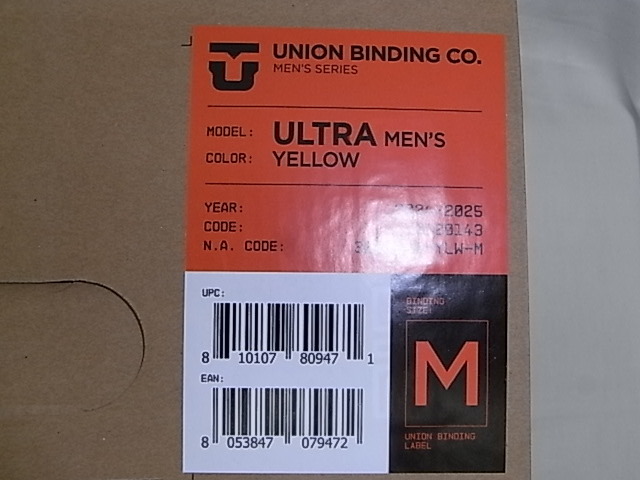 UNION BINDING CO.
MEN'S SERIES
MODEL: ULTRA MEN'S
COLOR: YELLOW
YEAR:
CODE:
N.A. CODE:
UPC:
8 10107 80947 1
EAN:
8 053847 079472
BINDING
SIZE:
M
UNION BINDING
LABEL